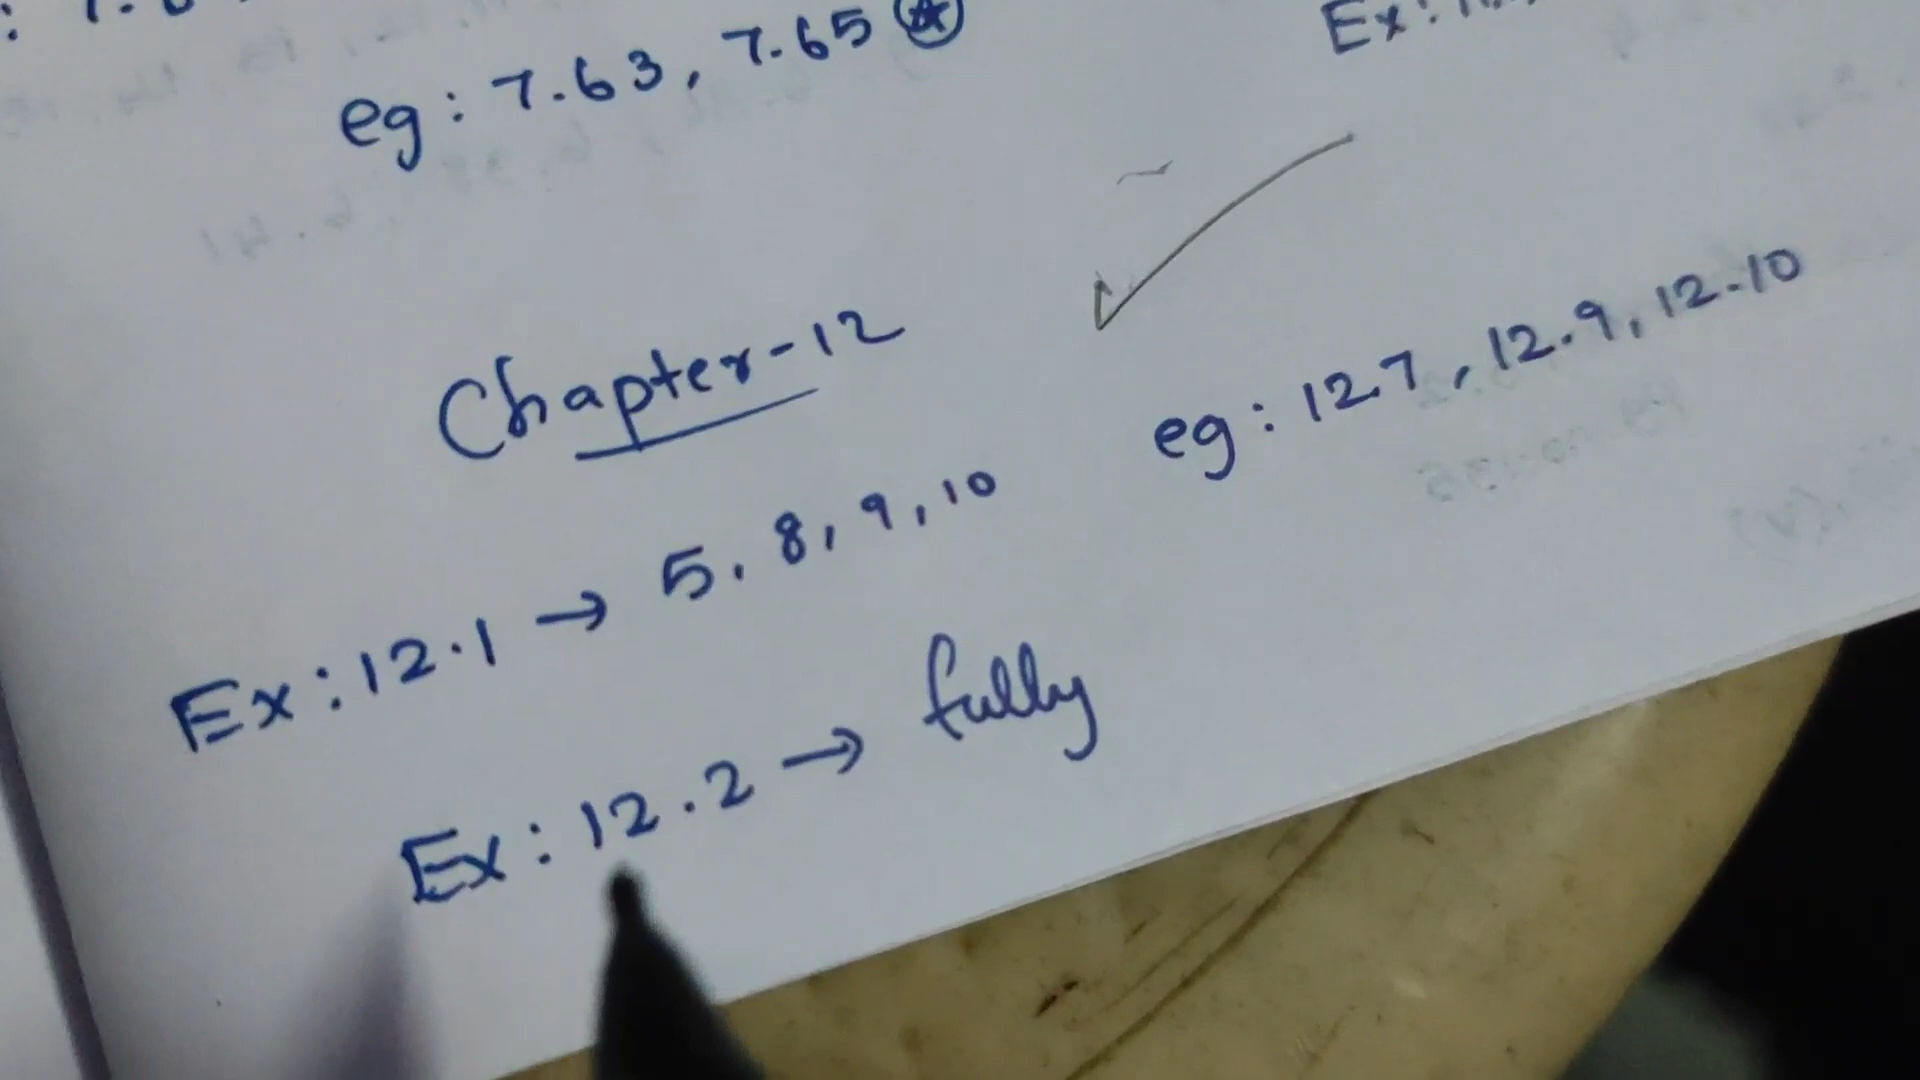 eg: 7.63, 7.65
Ex:
Chapter-12
Ex: 12.1 → 5, 8, 9, 10
eg: 12.7, 12.9, 12.10
Ex: 12.2 → fully